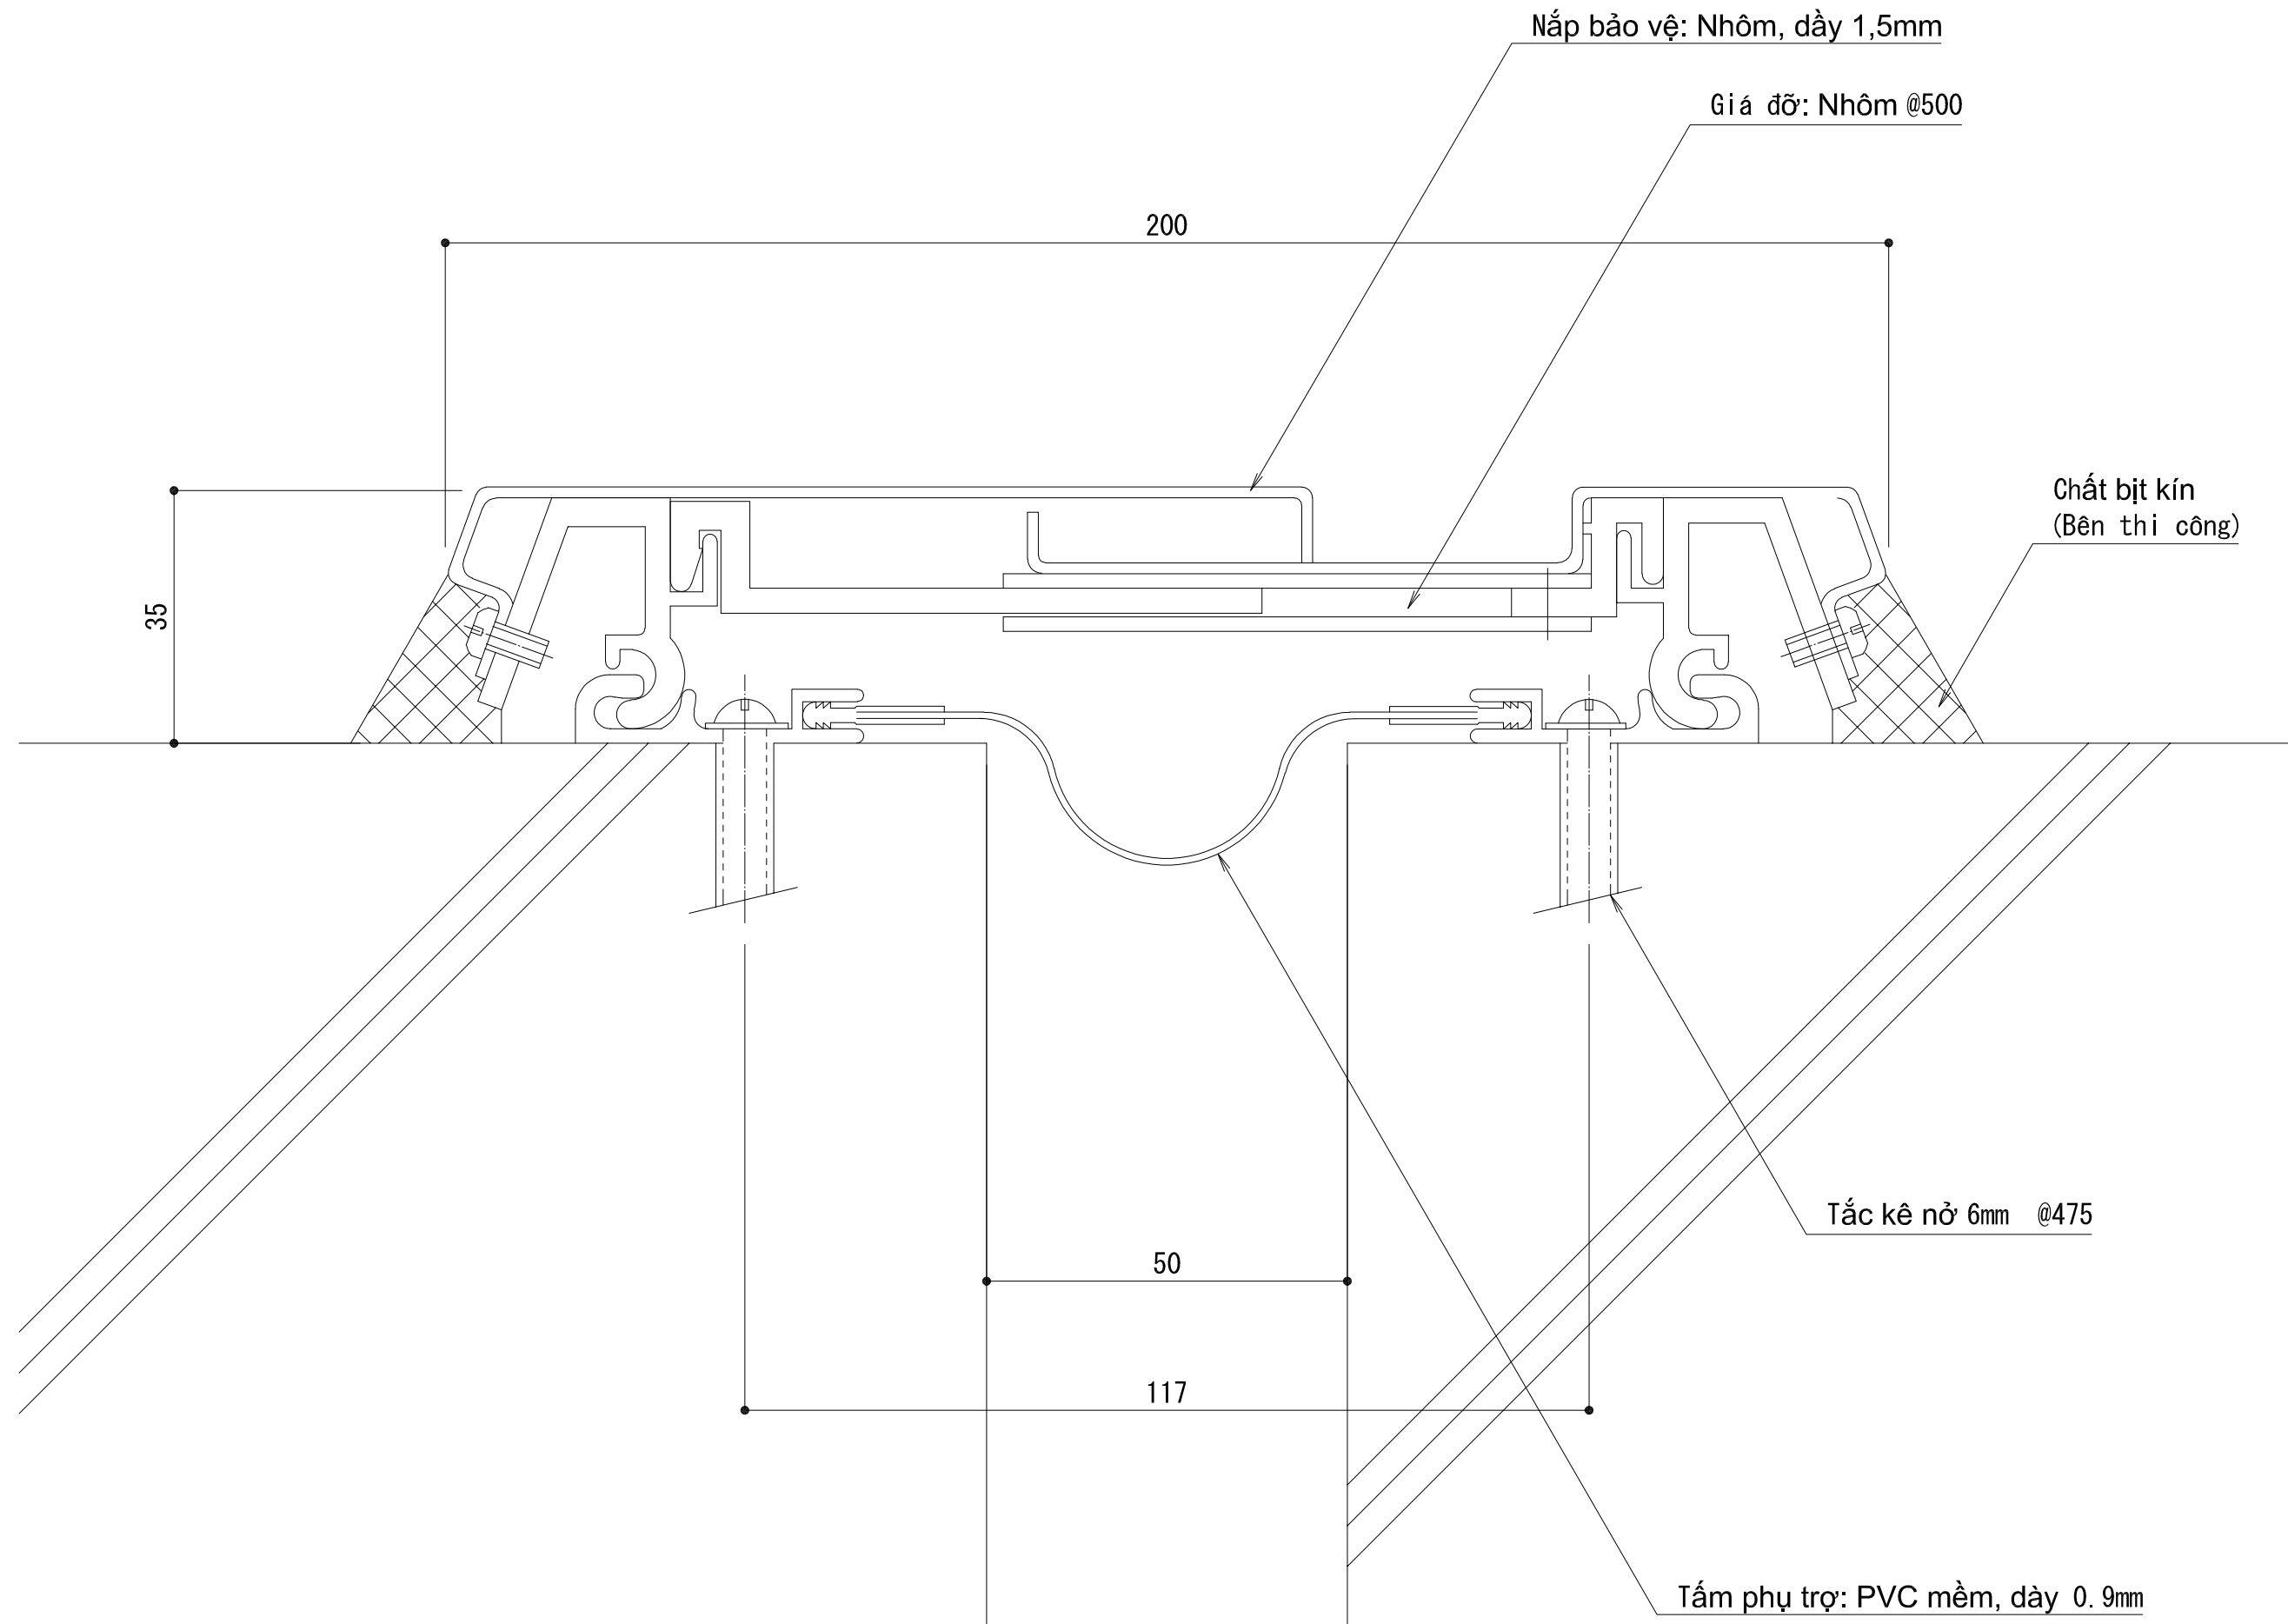 Nắp bảo vệ: Nhôm, dầy 1,5mm
Giá đỡ: Nhôm @500
200
Chất bịt kín
(Bên thi công)
35
Tắc kê nở 6mm @475
50
117
Tấm phụ trợ: PVC mềm, dày 0.9mm